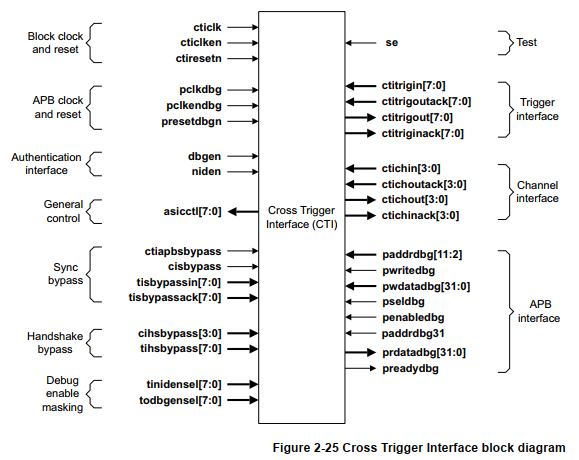 Block clock
and reset
cticlk
cticlken
ctiresetn
APB clock
and reset
pclkdbg
pclkendbg
presetdbgn
Authentication
interface
dbgen
niden
General
control
asicctl[7:0]
Sync
bypass
ctiapbsbypass
cisbypass
tisbypassin[7:0]
tisbypassack[7:0]
Handshake
bypass
cihsbypass[3:0]
tihsbypass[7:0]
Debug
enable
masking
tinidensel[7:0]
todbgensel[7:0]
Cross Trigger
Interface (CTI)
se
Test
ctitrigin[7:0]
ctitrigoutack[7:0]
ctitrigout[7:0]
ctitriginack[7:0]
Trigger
interface
ctichin[3:0]
ctichoutack[3:0]
ctichout[3:0]
ctichinack[3:0]
Channel
interface
paddrdbg[11:2]
pwritedbg
pwdatadbg[31:0]
pseldbg
penabledbg
paddrdbg31
prdatadbg[31:0]
preadydbg
APB
interface
Figure 2-25 Cross Trigger Interface block diagram